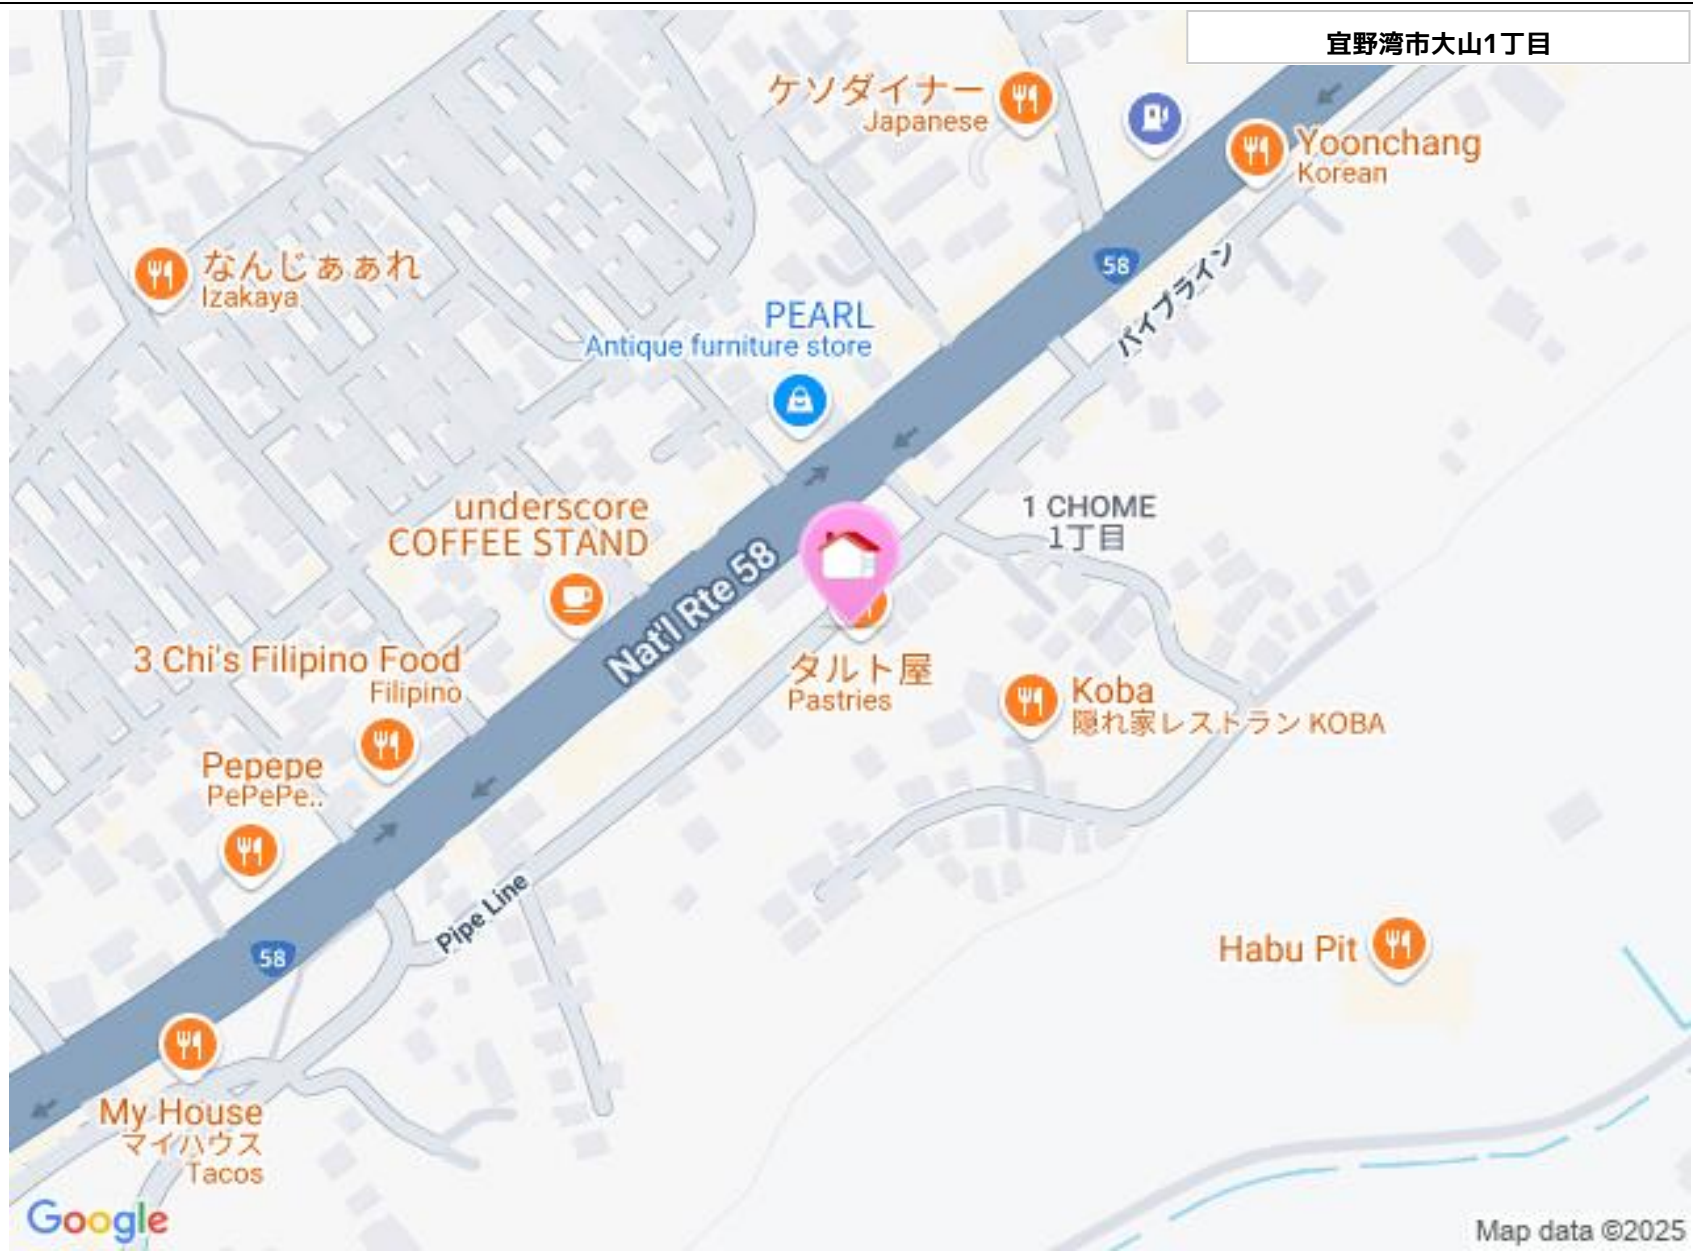 宜野湾市大山1丁目
ケソダイナー
Japanese
Yoonchang
Korean
58
パイプライン
なんじぁぁれ
Izakaya
PEARL
Antique furniture store
underscore
COFFEE STAND
1 CHOME
1丁目
Nat'l Rte 58
3 Chi's Filipino Food
Filipino
タルト屋
Pastries
Koba
隠れ家レストラン KOBA
Pepepe
PePePe..
Pipe Line
58
Habu Pit
My House
マイハウス
Tacos
Google
Map data ©2025